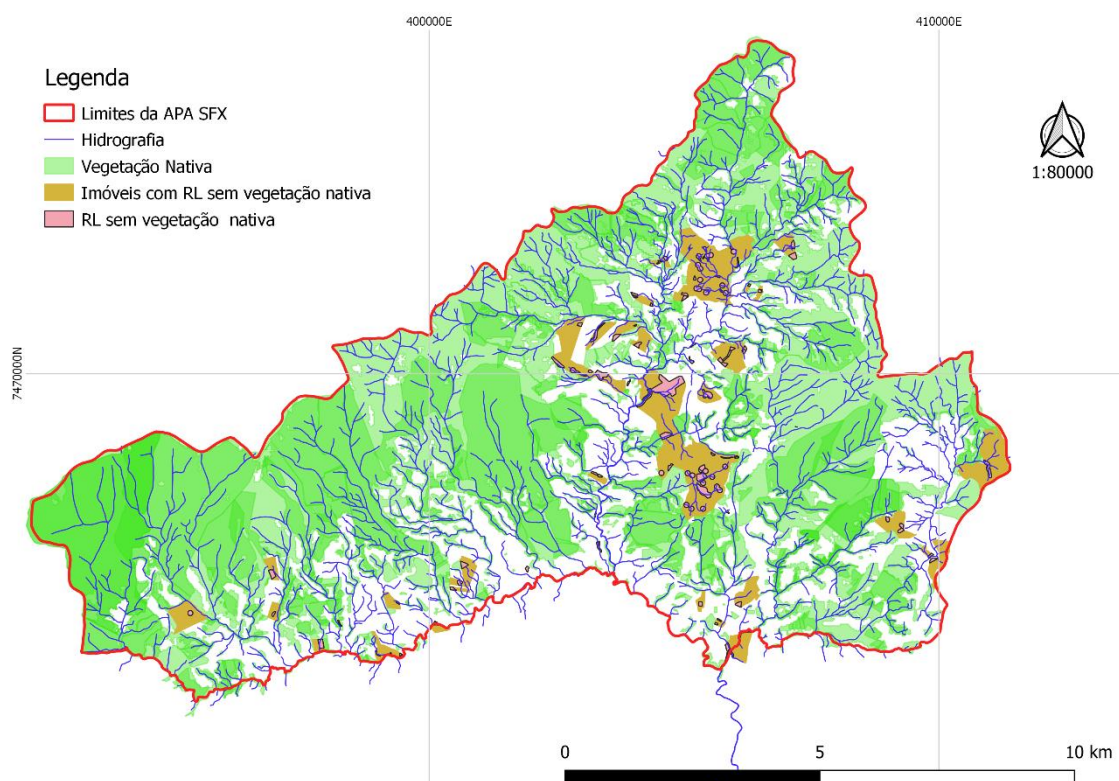 400000E
410000E
Legenda
Limites da APA SFX
Hidrografia
Vegetação Nativa
Imóveis com RL sem vegetação nativa
RL sem vegetação nativa
1:80000
7470000N
0
5
10 km